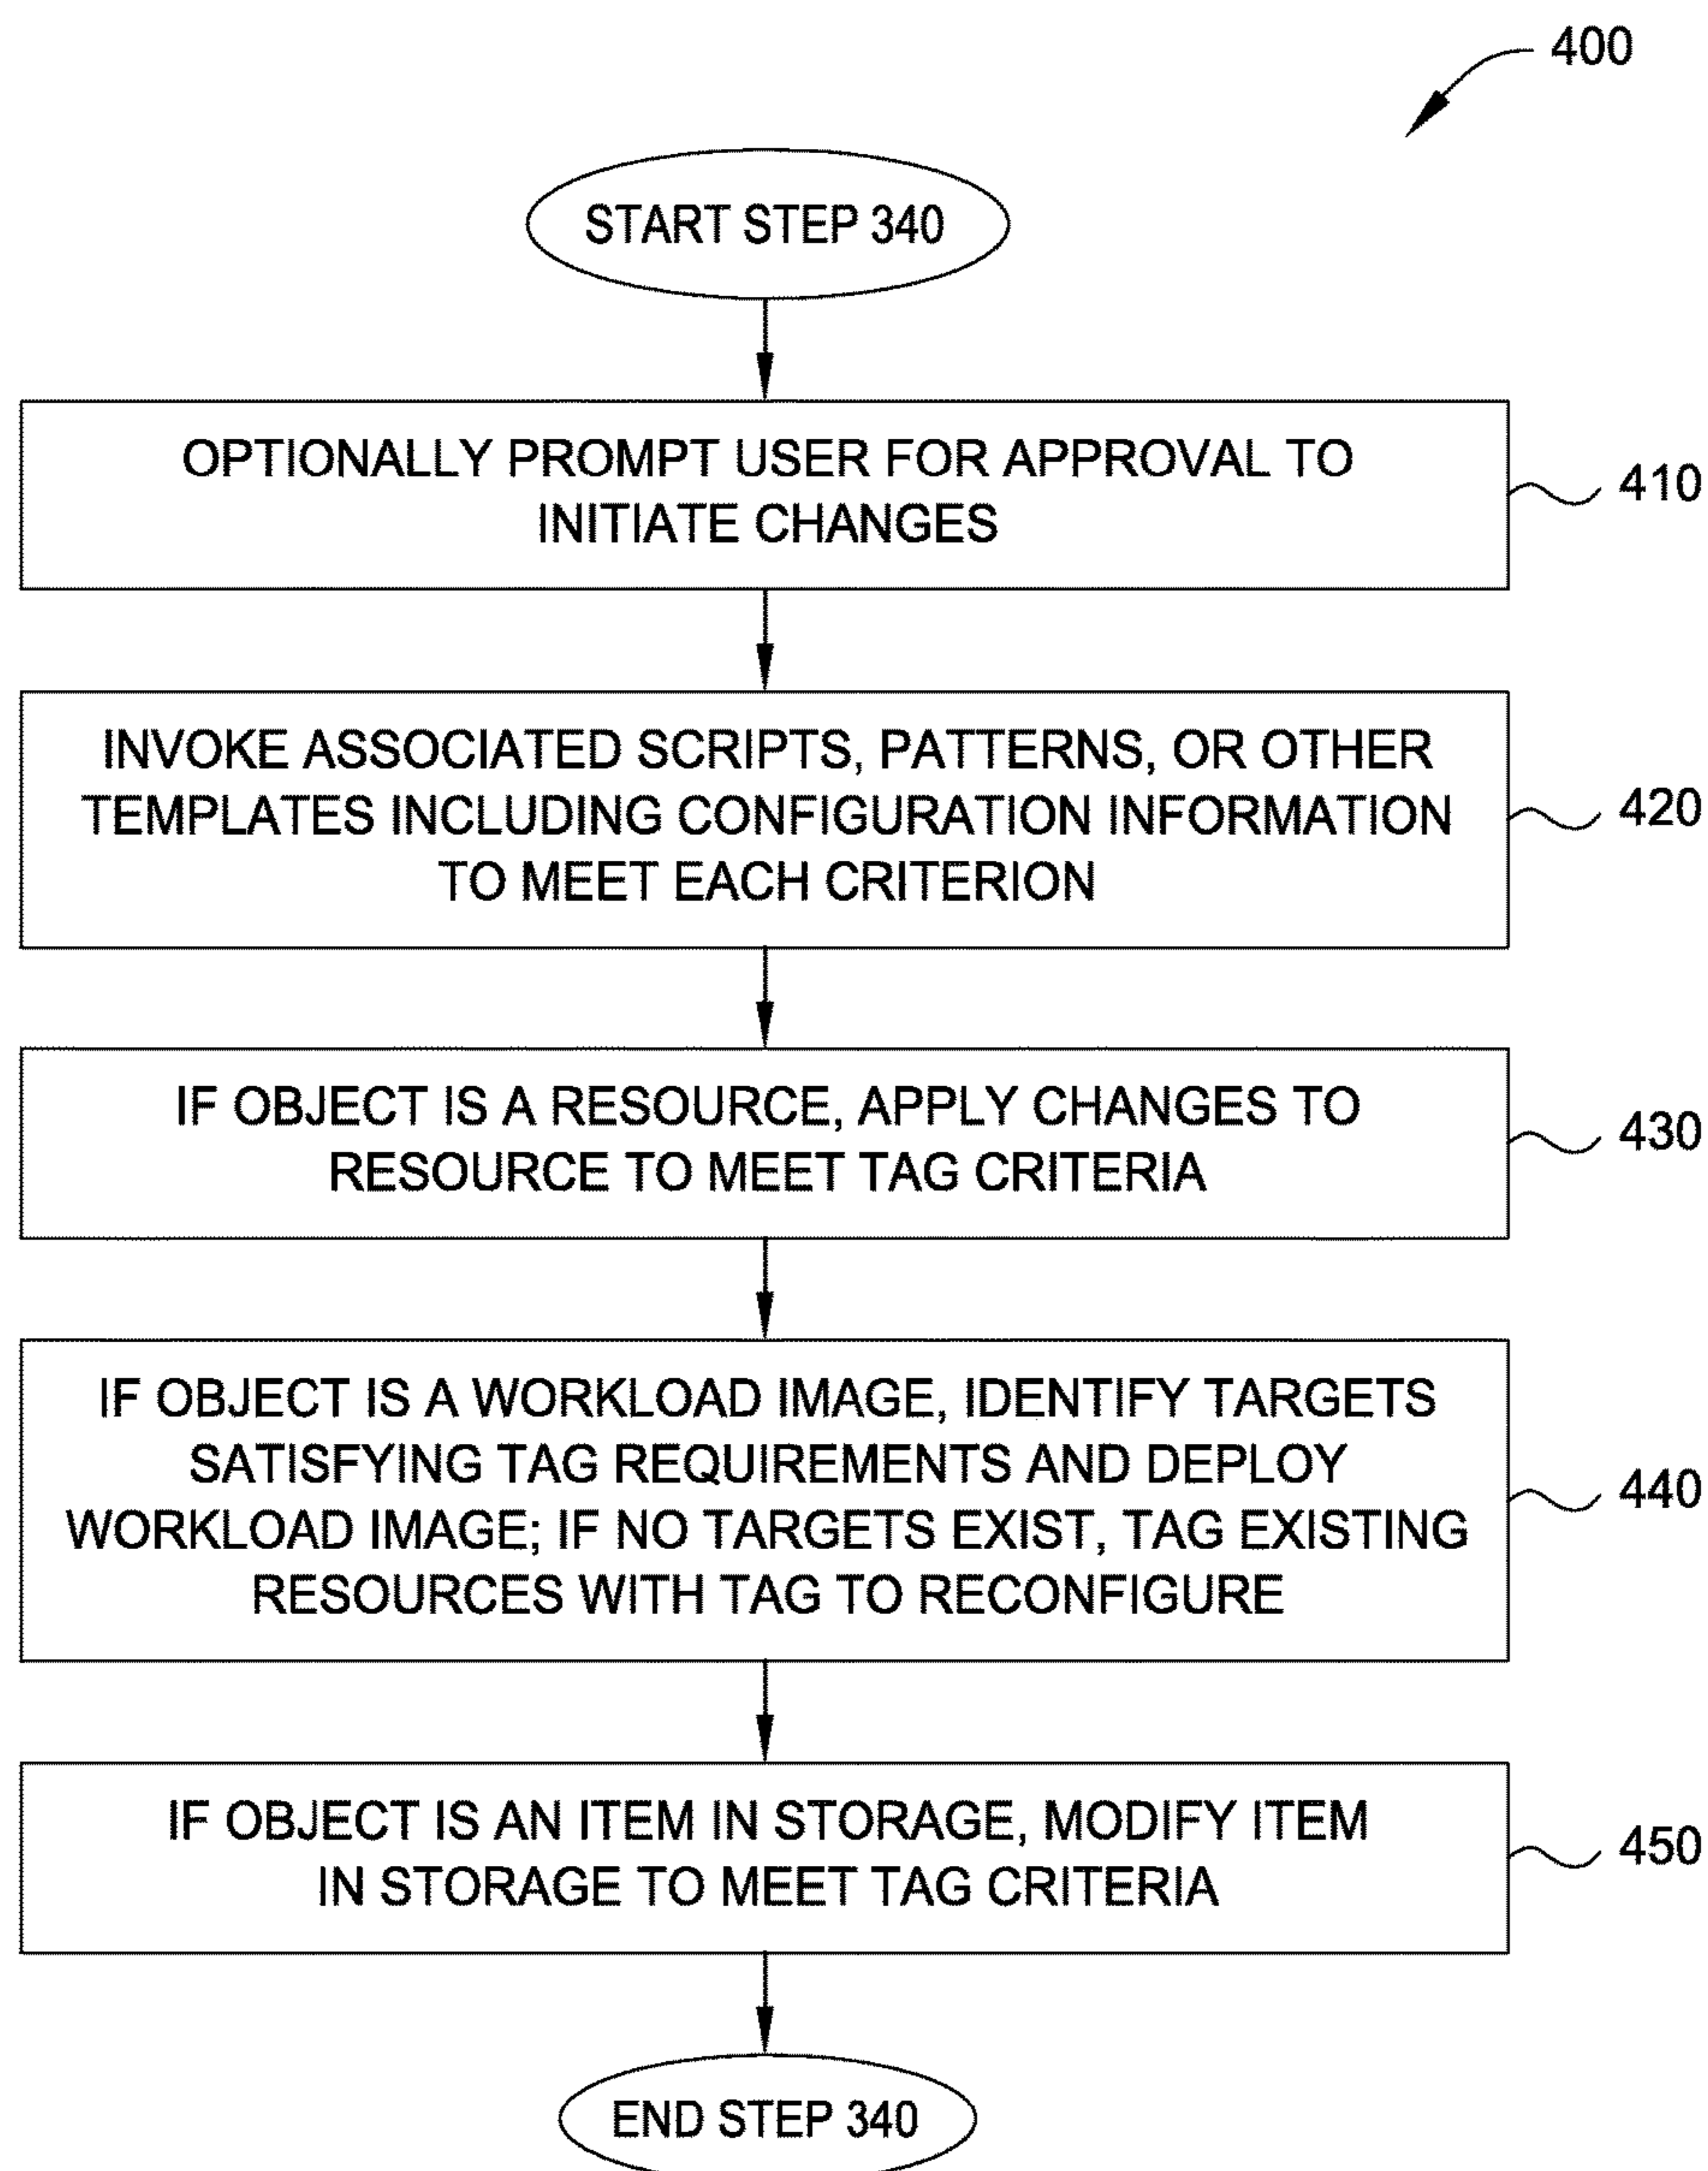 400
START STEP 340
OPTIONALLY PROMPT USER FOR APPROVAL TO
INITIATE CHANGES
410
INVOKE ASSOCIATED SCRIPTS, PATTERNS, OR OTHER
TEMPLATES INCLUDING CONFIGURATION INFORMATION
TO MEET EACH CRITERION
420
IF OBJECT IS A RESOURCE, APPLY CHANGES TO
RESOURCE TO MEET TAG CRITERIA
430
IF OBJECT IS A WORKLOAD IMAGE, IDENTIFY TARGETS
SATISFYING TAG REQUIREMENTS AND DEPLOY
WORKLOAD IMAGE; IF NO TARGETS EXIST, TAG EXISTING
RESOURCES WITH TAG TO RECONFIGURE
440
IF OBJECT IS AN ITEM IN STORAGE, MODIFY ITEM
IN STORAGE TO MEET TAG CRITERIA
450
END STEP 340